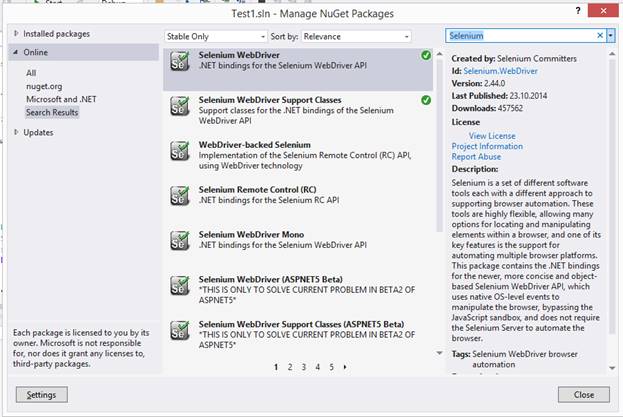 Test1.sln - Manage NuGet Packages
?
Installed packages
Online
All
nuget.org
Microsoft and .NET
Search Results
Updates
Each package is licensed to you by its
owner. Microsoft is not responsible
for, nor does it grant any licenses to,
third-party packages.
Stable Only
Sort by: Relevance
Selenium WebDriver
.NET bindings for the Selenium WebDriver API
Selenium WebDriver Support Classes
Support classes for the .NET bindings of the Selenium
WebDriver API
WebDriver-backed Selenium
Implementation of the Selenium Remote Control (RC) API,
using WebDriver technology
Selenium Remote Control (RC)
.NET bindings for the Selenium RC API
Selenium WebDriver Mono
.NET bindings for the Selenium WebDriver API
Selenium WebDriver (ASPNET5 Beta)
*THIS IS ONLY TO SOLVE CURRENT PROBLEM IN BETA2 OF
ASPNET5*
Selenium WebDriver Support Classes (ASPNET5 Beta)
*THIS IS ONLY TO SOLVE CURRENT PROBLEM IN BETA2 OF
ASPNET5*
1 2 3 4 5
Selenium
Created by: Selenium Committers
Id: Selenium.WebDriver
Version: 2.44.0
Last Published: 23.10.2014
Downloads: 457562
License
View License
Project Information
Report Abuse
Description:
Selenium is a set of different software
tools each with a different approach to
supporting browser automation. These
tools are highly flexible, allowing many
options for locating and manipulating
elements within a browser, and one of its
key features is the support for
automating multiple browser platforms.
This package contains the .NET bindings
for the newer, more concise and object-
based Selenium WebDriver API, which
uses native OS-level events to
manipulate the browser, bypassing the
JavaScript sandbox, and does not require
the Selenium Server to automate the
browser.
Tags: Selenium WebDriver browser
automation
Settings
Close